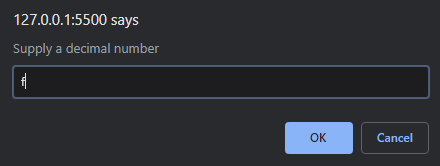 127.0.0.1:5500 says
Supply a decimal number
f
OK
Cancel